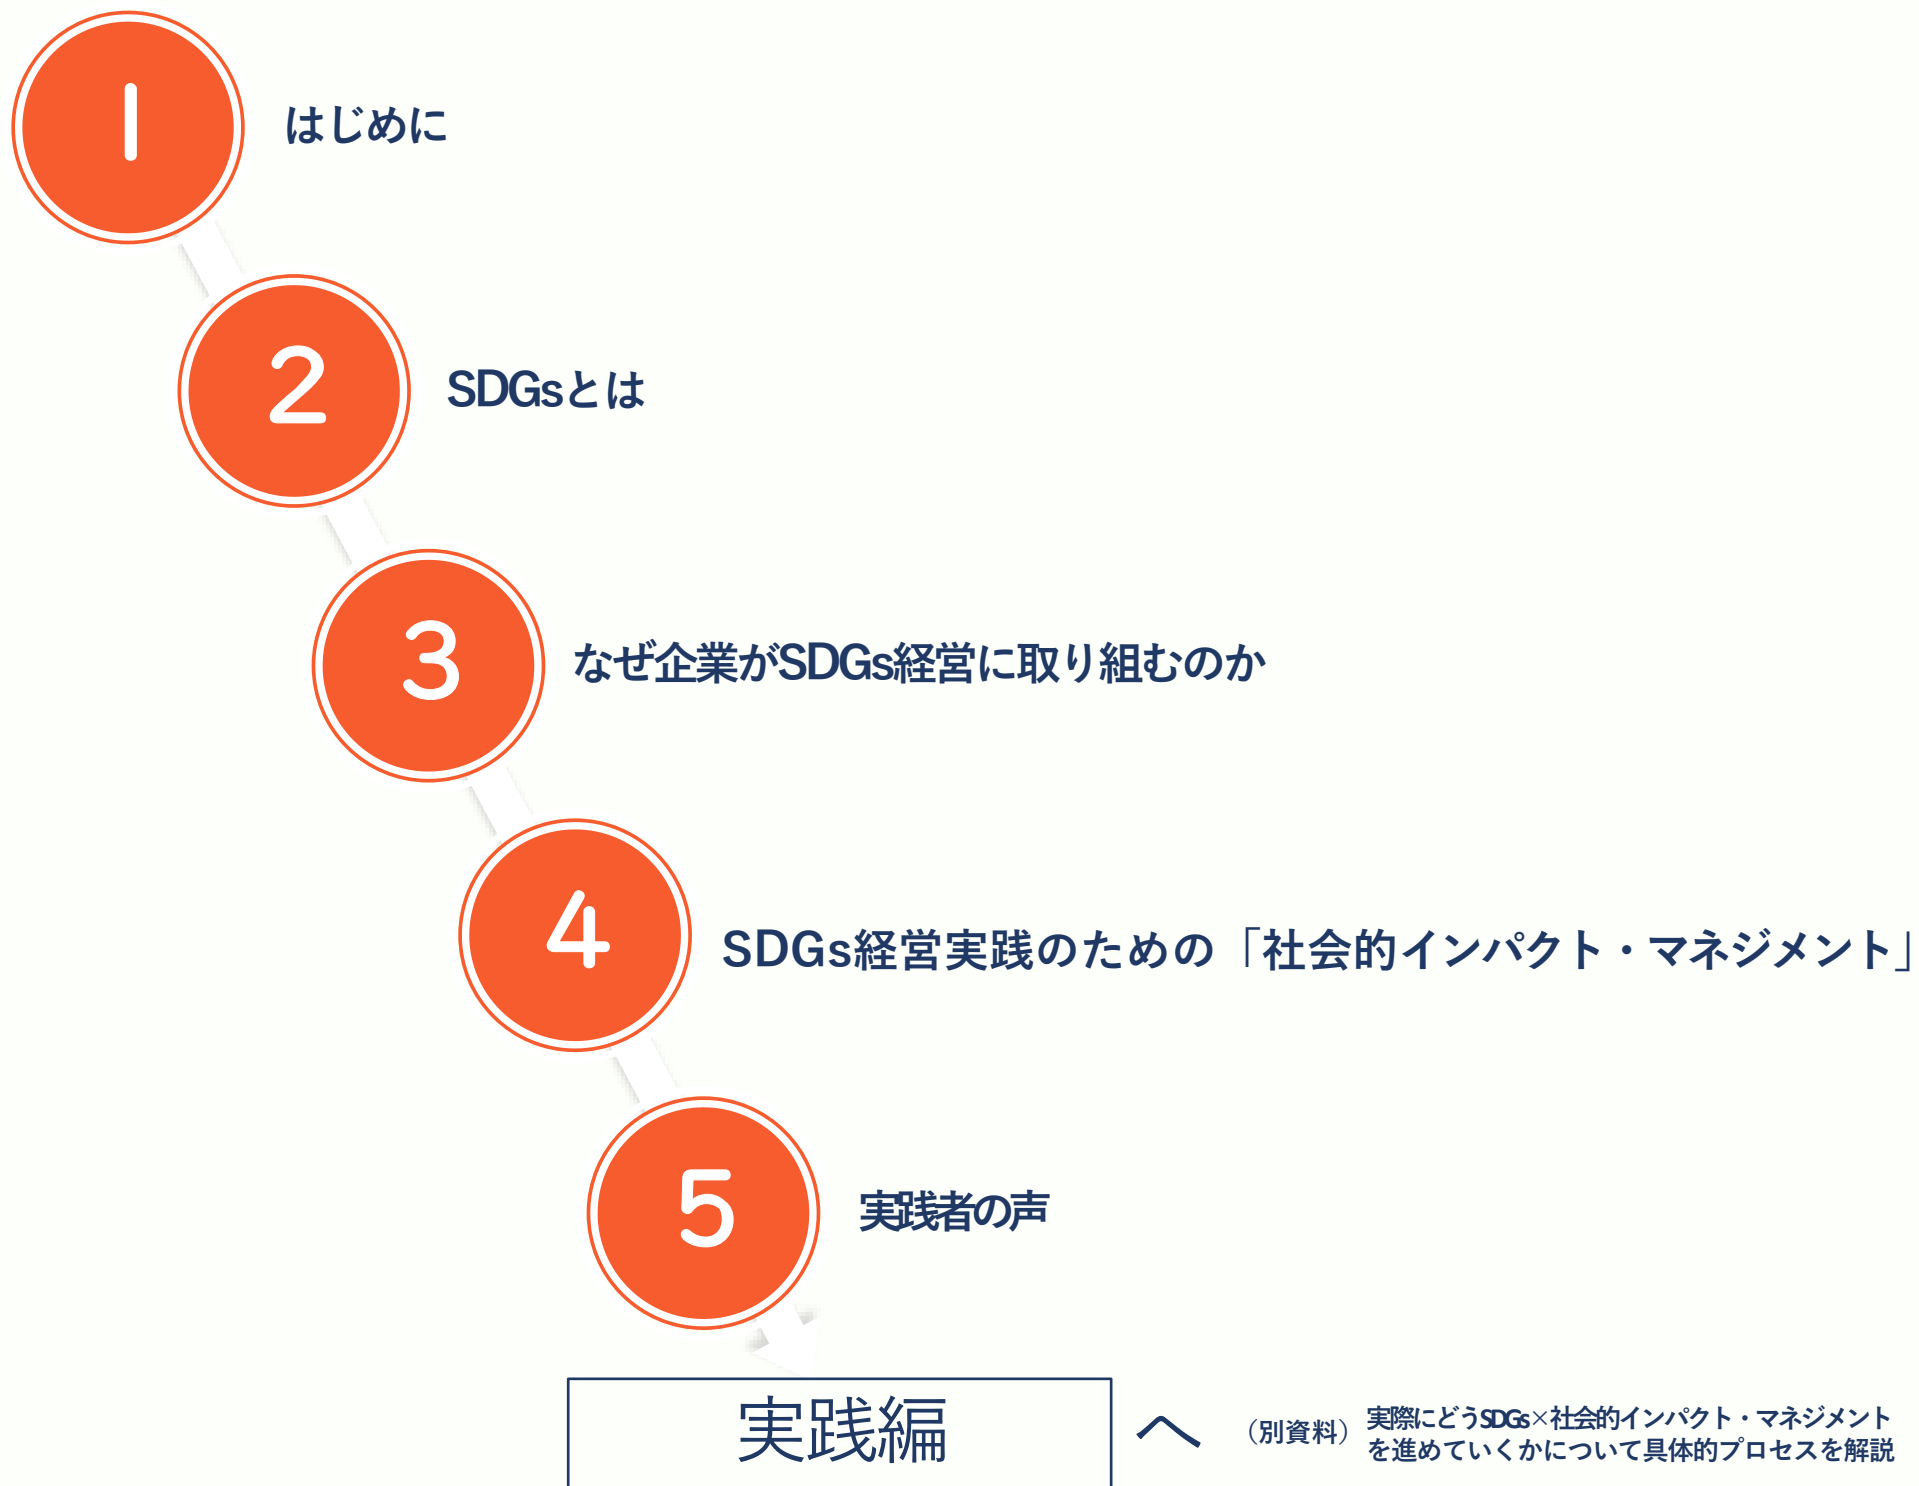 1
はじめに
2
SDGsとは
3
なぜ企業がSDGs経営に取り組むのか
4
SDGs経営実践のための「社会的インパクト・マネジメント」
5
実践者の声
実践編
へ
（別資料）
実際にどうSDGs×社会的インパクト・マネジメント
を進めていくかについて具体的プロセスを解説